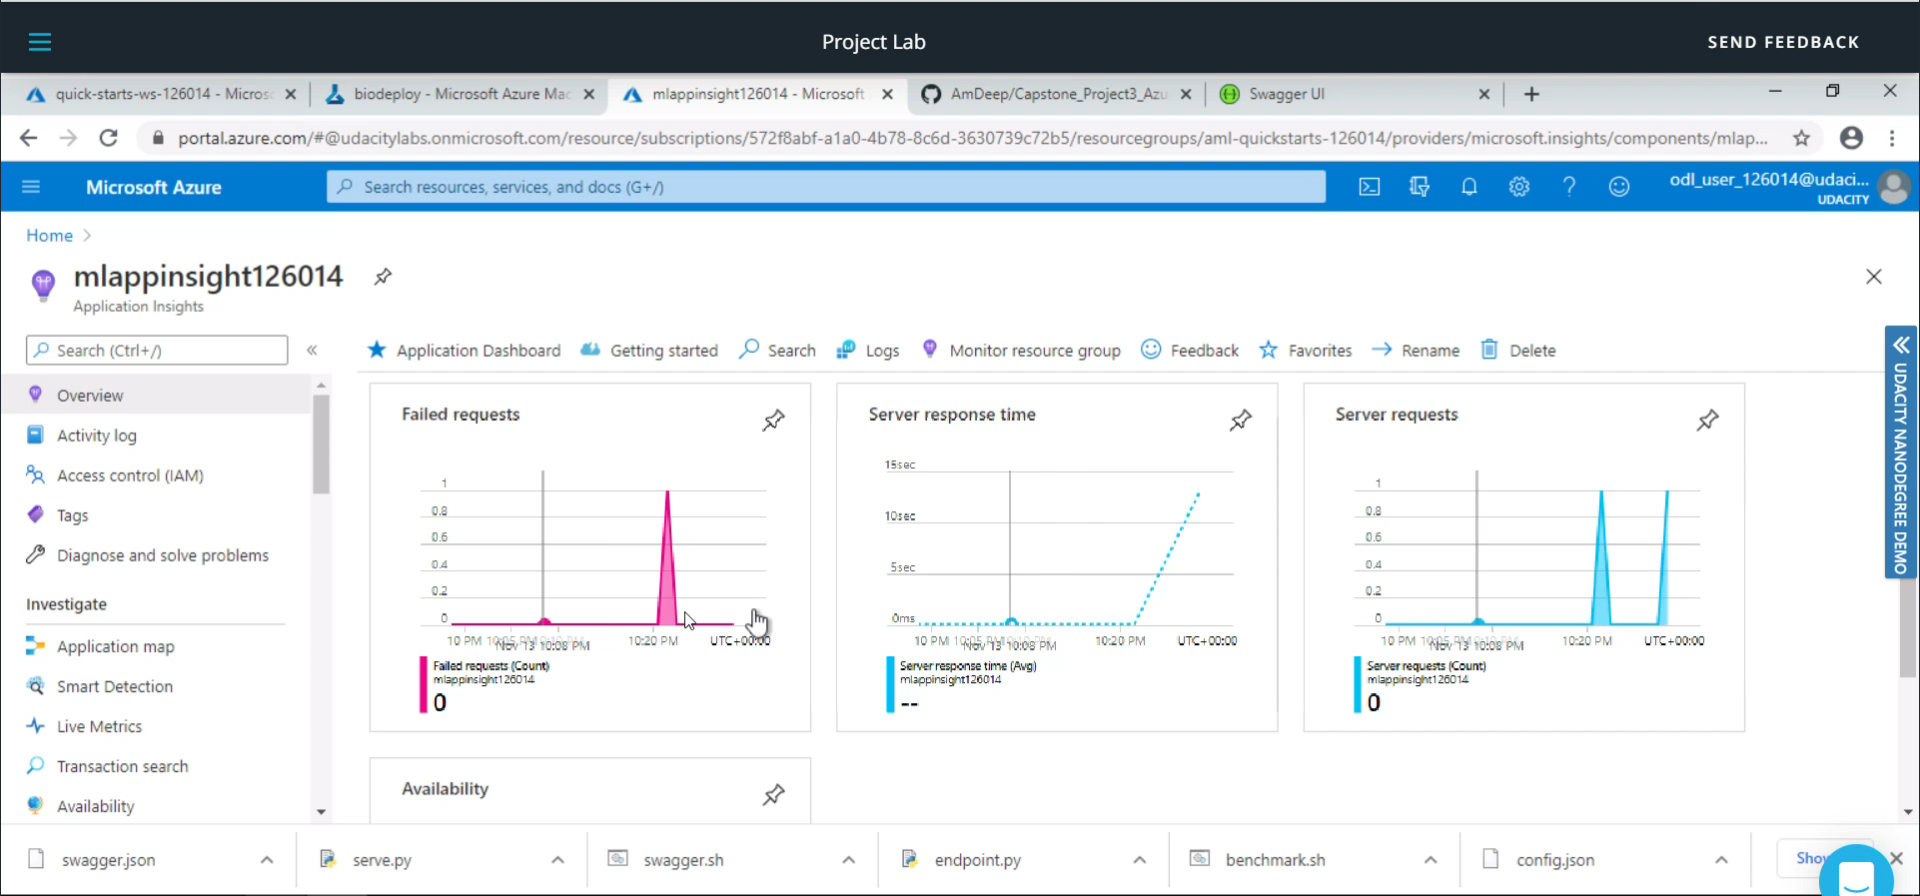 Project Lab
SEND FEEDBACK
quick-starts-ws-126014 - Micros
biodeploy - Microsoft Azure Mac
mlappinsight126014 - Microsoft
AmDeep/Capstone_Project3_Azu
Swagger UI
portal.azure.com/#@udacitylabs.onmicrosoft.com/resource/subscriptions/572f8abf-a1a0-4b78-8c6d-3630739c72b5/resourcegroups/aml-quickstarts-126014/providers/microsoft.insights/components/mlap...
Microsoft Azure
Search resources, services, and docs (G+/)
odl_user_126014@udaci...
UDACITY
Home
mlappinsight126014
Application Insights
Search (Ctrl+/)
Application Dashboard
Getting started
Search
Logs
Monitor resource group
Feedback
Favorites
Rename
Delete
Overview
Activity log
Access control (IAM)
Tags
Diagnose and solve problems
Investigate
Application map
Smart Detection
Live Metrics
Transaction search
Availability
Failed requests
1
0.8
0.6
0.4
0.2
0
10 PM
Nov 13 10:08 PM
10:20 PM
UTC+00:00
Failed requests (Count)
mlappinsight126014
0
Server response time
15sec
10sec
5sec
0ms
10 PM
Nov 13 10:08 PM
10:20 PM
UTC+00:00
Server response time (Avg)
mlappinsight126014
--
Server requests
1
0.8
0.6
0.4
0.2
0
10 PM
Nov 13 10:08 PM
10:20 PM
UTC+00:00
Server requests (Count)
mlappinsight126014
0
Availability
UDACITY NANODEGREE DEMO
swagger.json
serve.py
swagger.sh
endpoint.py
benchmark.sh
config.json